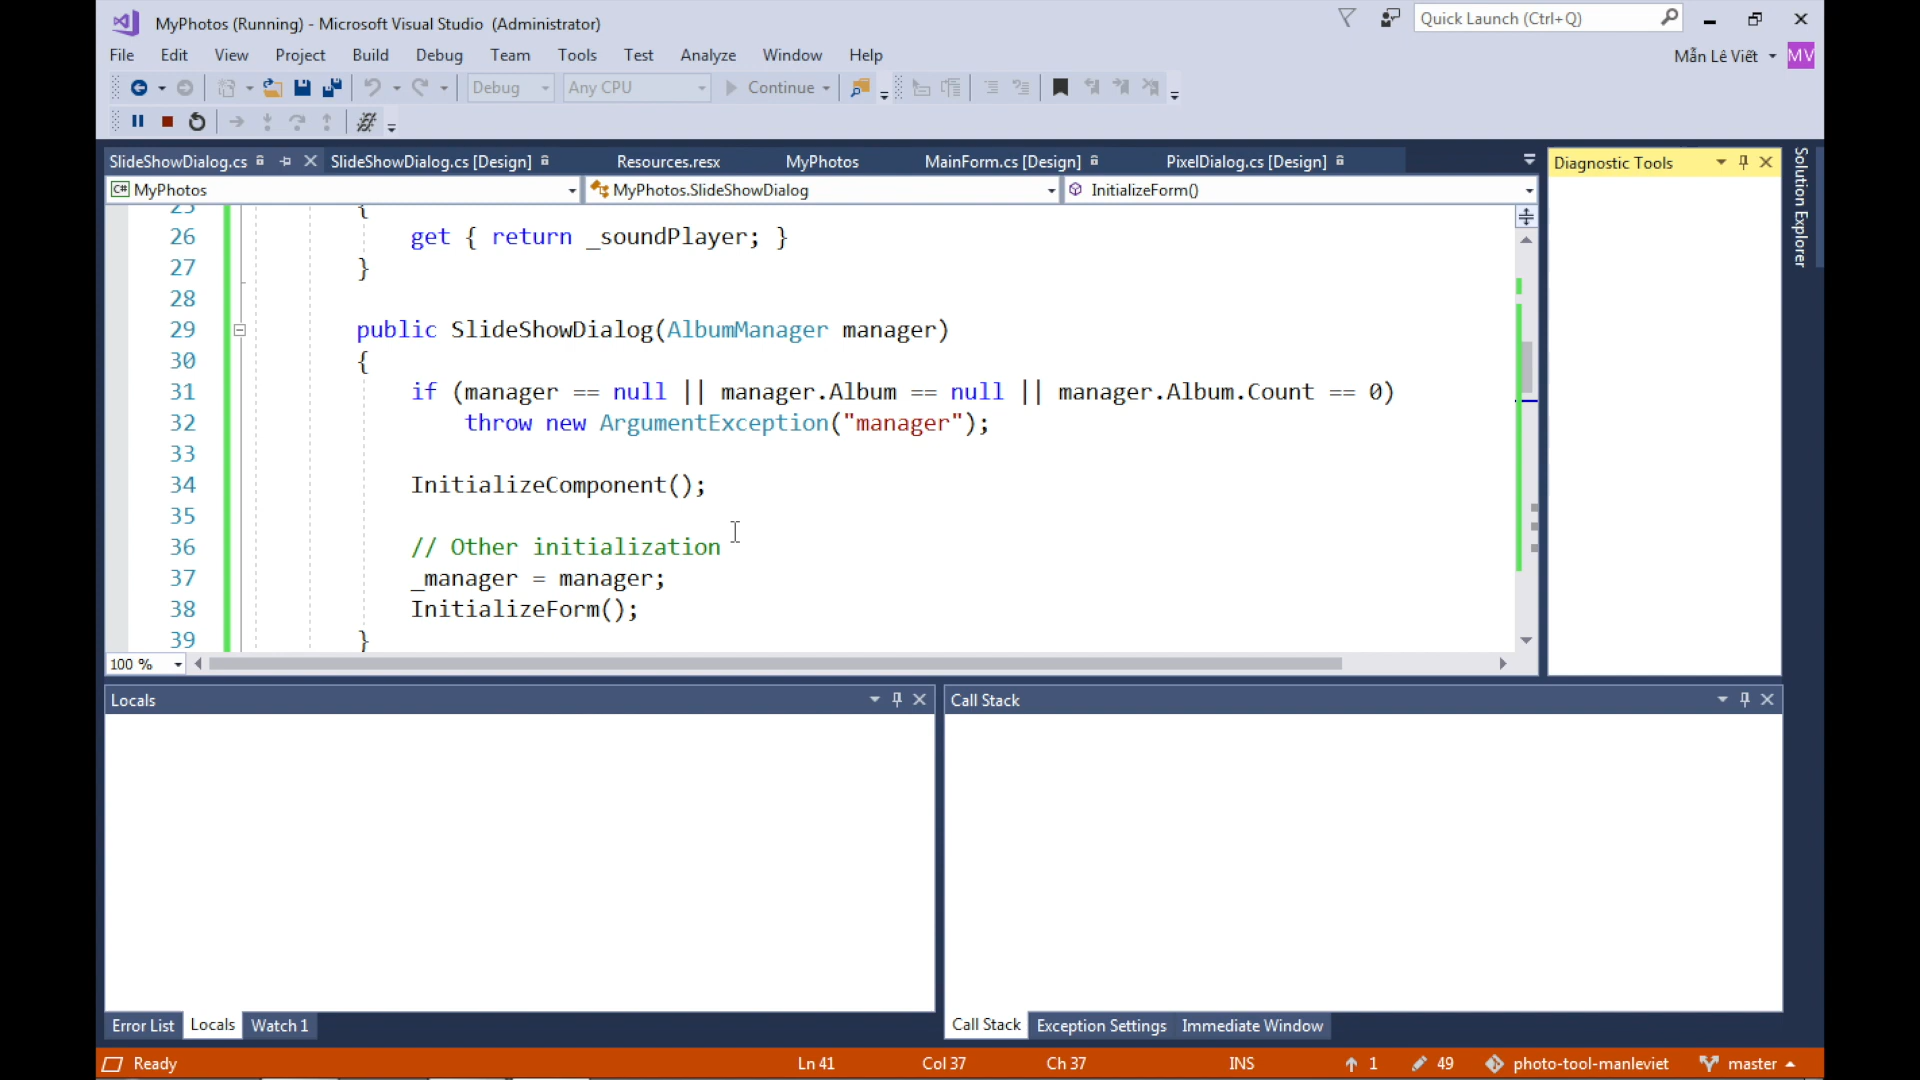 MyPhotos (Running) - Microsoft Visual Studio (Administrator)
Quick Launch (Ctrl+Q)
File Edit View Project Build Debug Team Tools Test Analyze Window Help
Mẫn Lê Viết MV
Debug Any CPU Continue
SlideShowDialog.cs SlideShowDialog.cs [Design] Resources.resx MyPhotos MainForm.cs [Design] PixelDialog.cs [Design]
Diagnostic Tools
Solution Explorer
C# MyPhotos MyPhotos.SlideShowDialog InitializeForm()
25 {
26 get { return _soundPlayer; }
27 }
28
29 public SlideShowDialog(AlbumManager manager)
30 {
31 if (manager == null || manager.Album == null || manager.Album.Count == 0)
32 throw new ArgumentException("manager");
33
34 InitializeComponent();
35
36 // Other initialization
37 _manager = manager;
38 InitializeForm();
39 }
100 %
Locals
Call Stack
Error List Locals Watch 1
Call Stack Exception Settings Immediate Window
Ready Ln 41 Col 37 Ch 37 INS 1 49 photo-tool-manleviet master